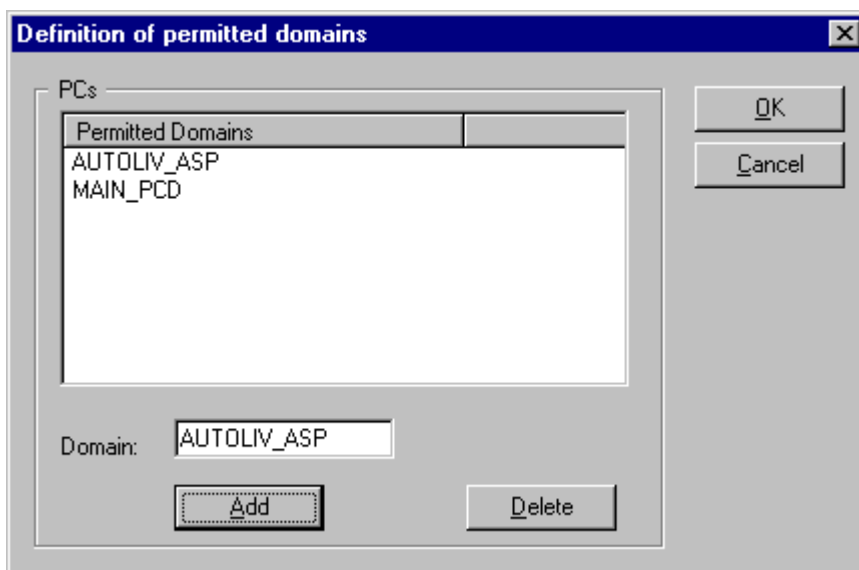 Definition of permitted domains
PCs
Permitted Domains
AUTOLIV_ASP
MAIN_PCD
Domain: AUTOLIV_ASP
Add Delete
OK
Cancel